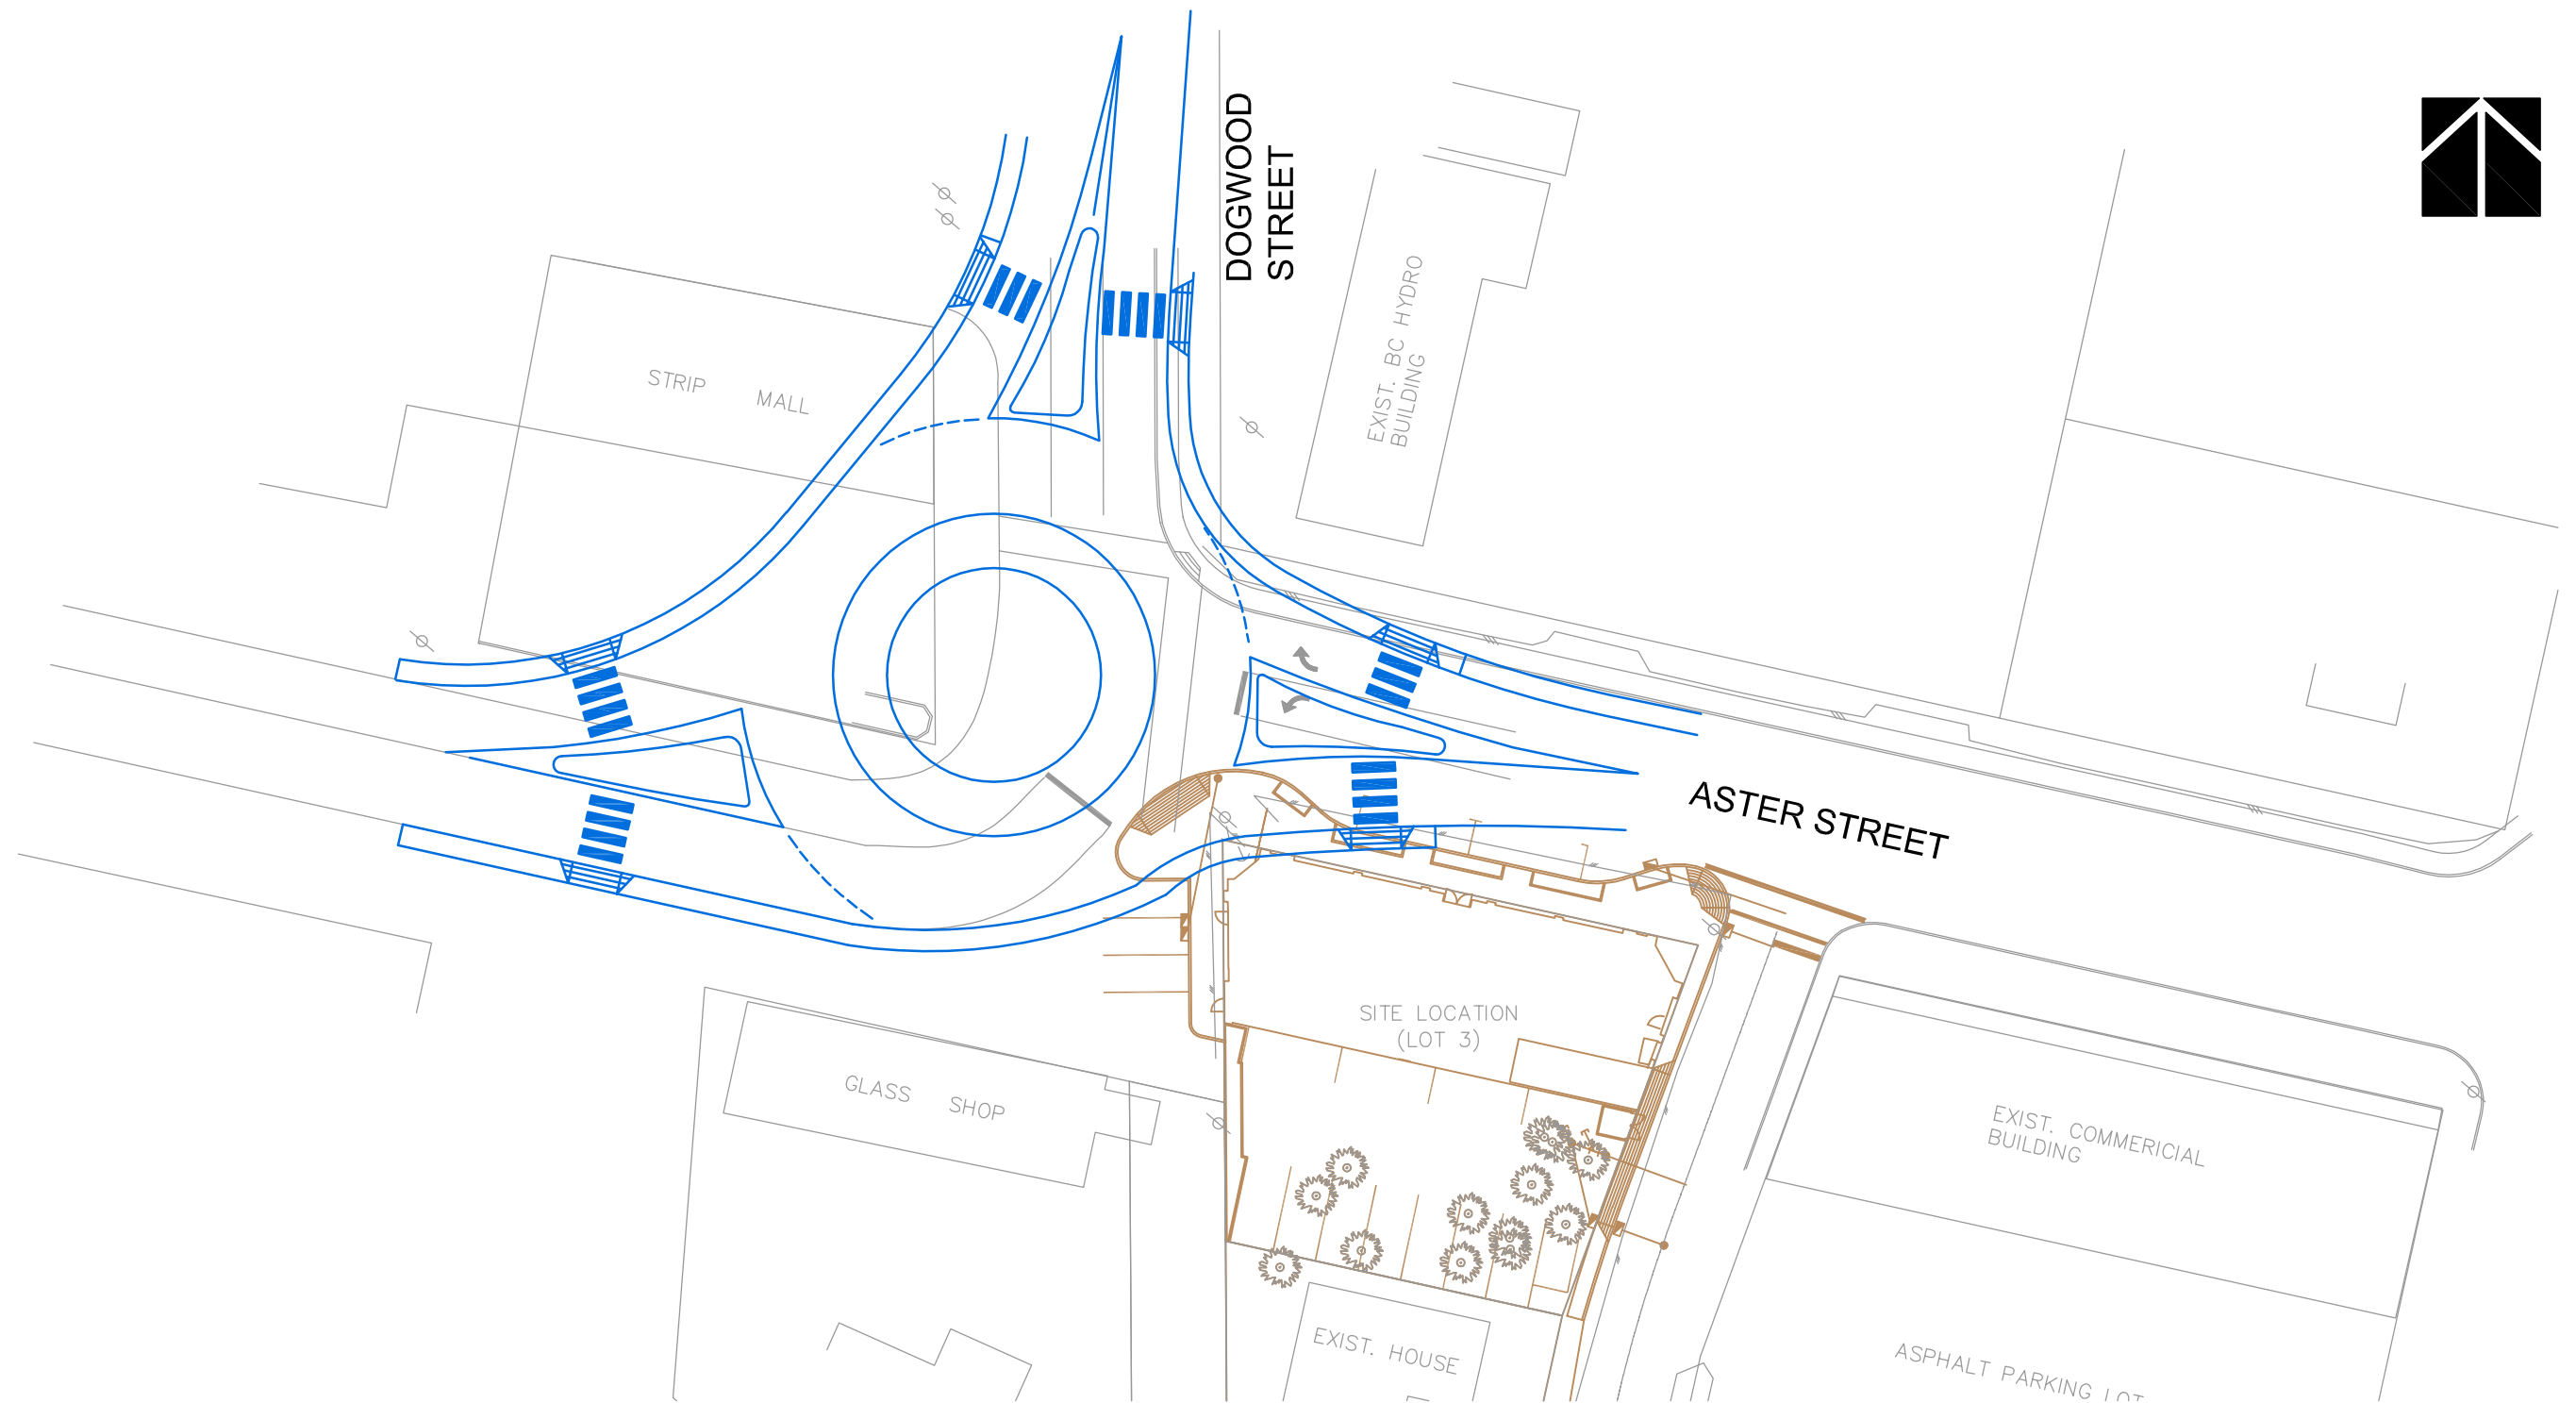 DOGWOOD
STREET
EXIST. BC HYDRO
BUILDING
STRIP MALL
ASTER STREET
SITE LOCATION
(LOT 3)
GLASS SHOP
EXIST. COMMERICIAL
BUILDING
EXIST. HOUSE
ASPHALT PARKING LOT